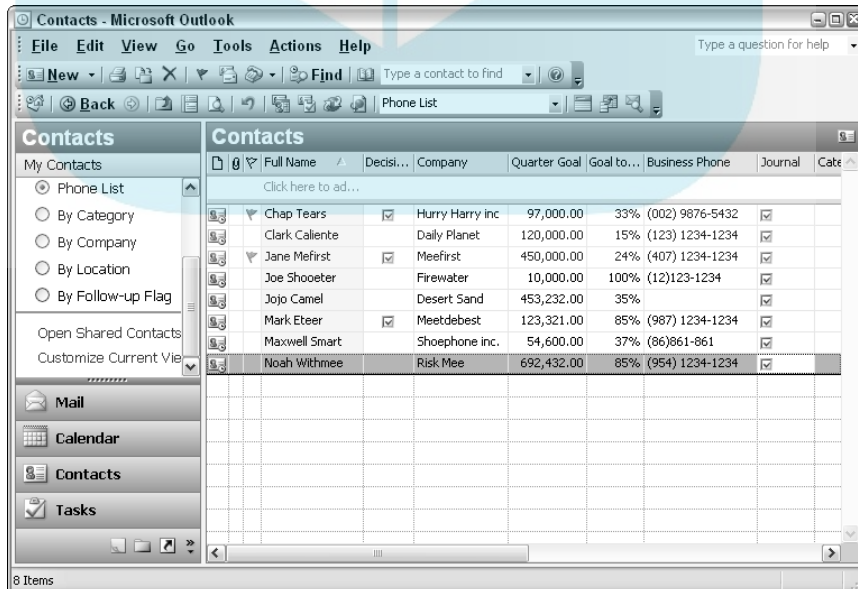 Contacts - Microsoft Outlook
File Edit View Go Tools Actions Help Type a question for help
New Find Type a contact to find
Back Phone List
Contacts
My Contacts
Phone List
By Category
By Company
By Location
By Follow-up Flag
Open Shared Contacts
Customize Current Vie
Mail
Calendar
Contacts
Tasks
Contacts
Full Name Decisi... Company Quarter Goal Goal to... Business Phone Journal Cate
Click here to ad...
Chap Tears Hurry Harry inc 97,000.00 33% (002) 9876-5432
Clark Caliente Daily Planet 120,000.00 15% (123) 1234-1234
Jane Mefirst Meefirst 450,000.00 24% (407) 1234-1234
Joe Shooeter Firewater 10,000.00 100% (12)123-1234
Jojo Camel Desert Sand 453,232.00 35%
Mark Eteer Meetdebest 123,321.00 85% (987) 1234-1234
Maxwell Smart Shoephone inc. 54,600.00 37% (86)861-861
Noah Withmee Risk Mee 692,432.00 85% (954) 1234-1234
8 Items